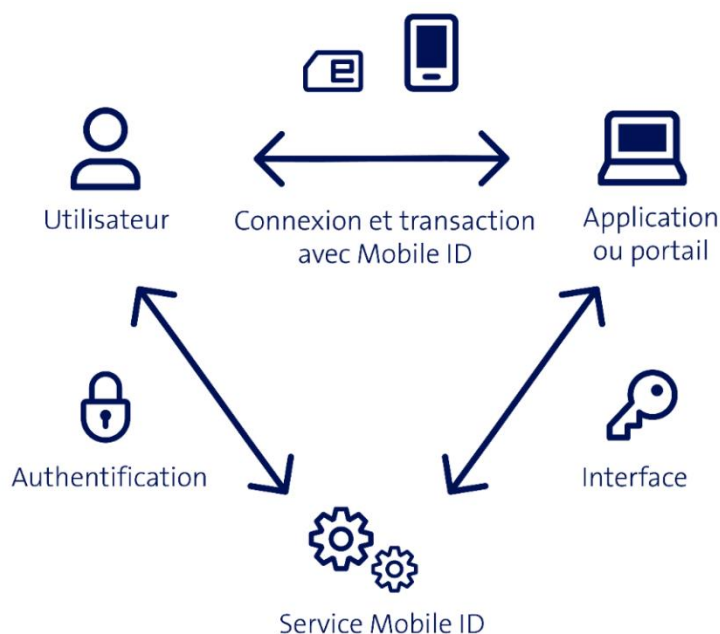 Utilisateur
Connexion et transaction
avec Mobile ID
Application
ou portail
Authentification
Interface
Service Mobile ID